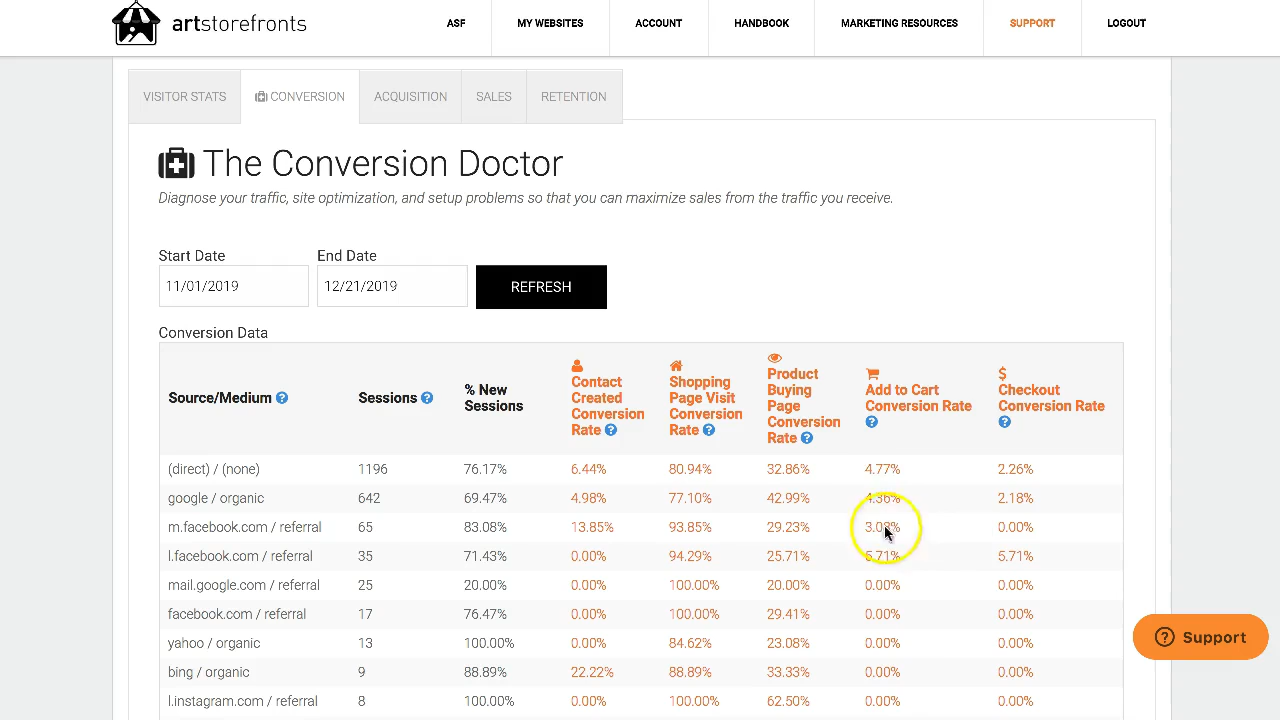 artstorefronts
ASF MY WEBSITES ACCOUNT HANDBOOK MARKETING RESOURCES SUPPORT LOGOUT
VISITOR STATS CONVERSION ACQUISITION SALES RETENTION
The Conversion Doctor
Diagnose your traffic, site optimization, and setup problems so that you can maximize sales from the traffic you receive.
Start Date End Date
11/01/2019 12/21/2019 REFRESH
Conversion Data
Source/Medium ? Sessions ? % New Sessions Contact Created Conversion Rate ? Shopping Page Visit Conversion Rate ? Product Buying Page Conversion Rate ? Add to Cart Conversion Rate ? $ Checkout Conversion Rate ?
(direct) / (none) 1196 76.17% 6.44% 80.94% 32.86% 4.77% 2.26%
google / organic 642 69.47% 4.98% 77.10% 42.99% 4.36% 2.18%
m.facebook.com / referral 65 83.08% 13.85% 93.85% 29.23% 3.08% 0.00%
l.facebook.com / referral 35 71.43% 0.00% 94.29% 25.71% 5.71% 5.71%
mail.google.com / referral 25 20.00% 0.00% 100.00% 20.00% 0.00% 0.00%
facebook.com / referral 17 76.47% 0.00% 100.00% 29.41% 0.00% 0.00%
yahoo / organic 13 100.00% 0.00% 84.62% 23.08% 0.00% 0.00%
bing / organic 9 88.89% 22.22% 88.89% 33.33% 0.00% 0.00%
l.instagram.com / referral 8 100.00% 0.00% 100.00% 62.50% 0.00% 0.00%
? Support